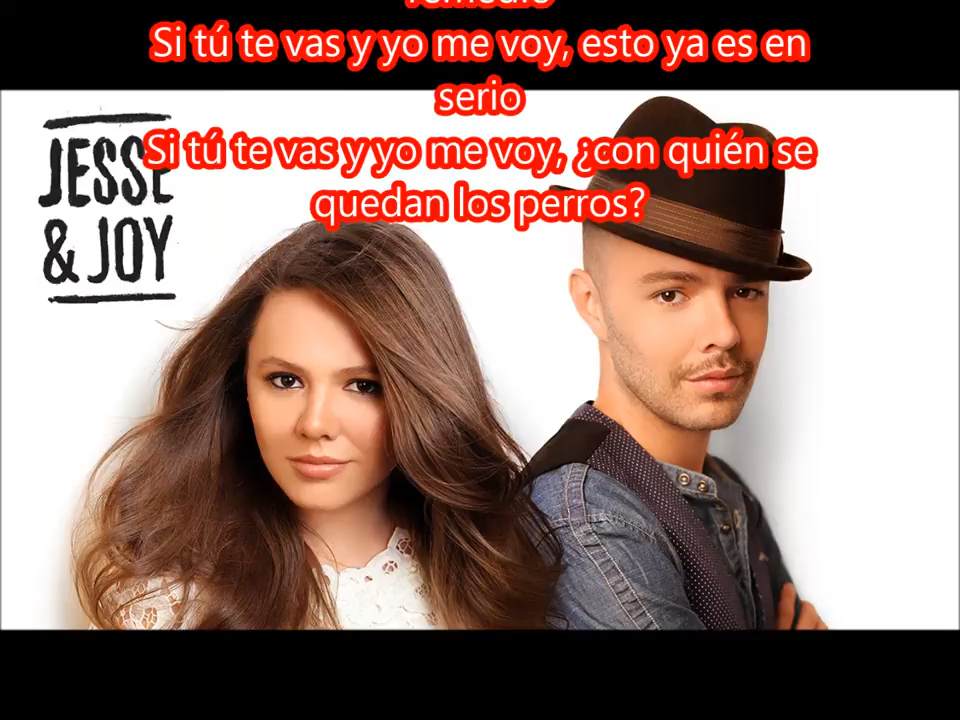 Si tú te vas y yo me voy, esto ya es en
serio
Si tú te vas y yo me voy, ¿con quién se
quedan los perros?
JESSE
& JOY